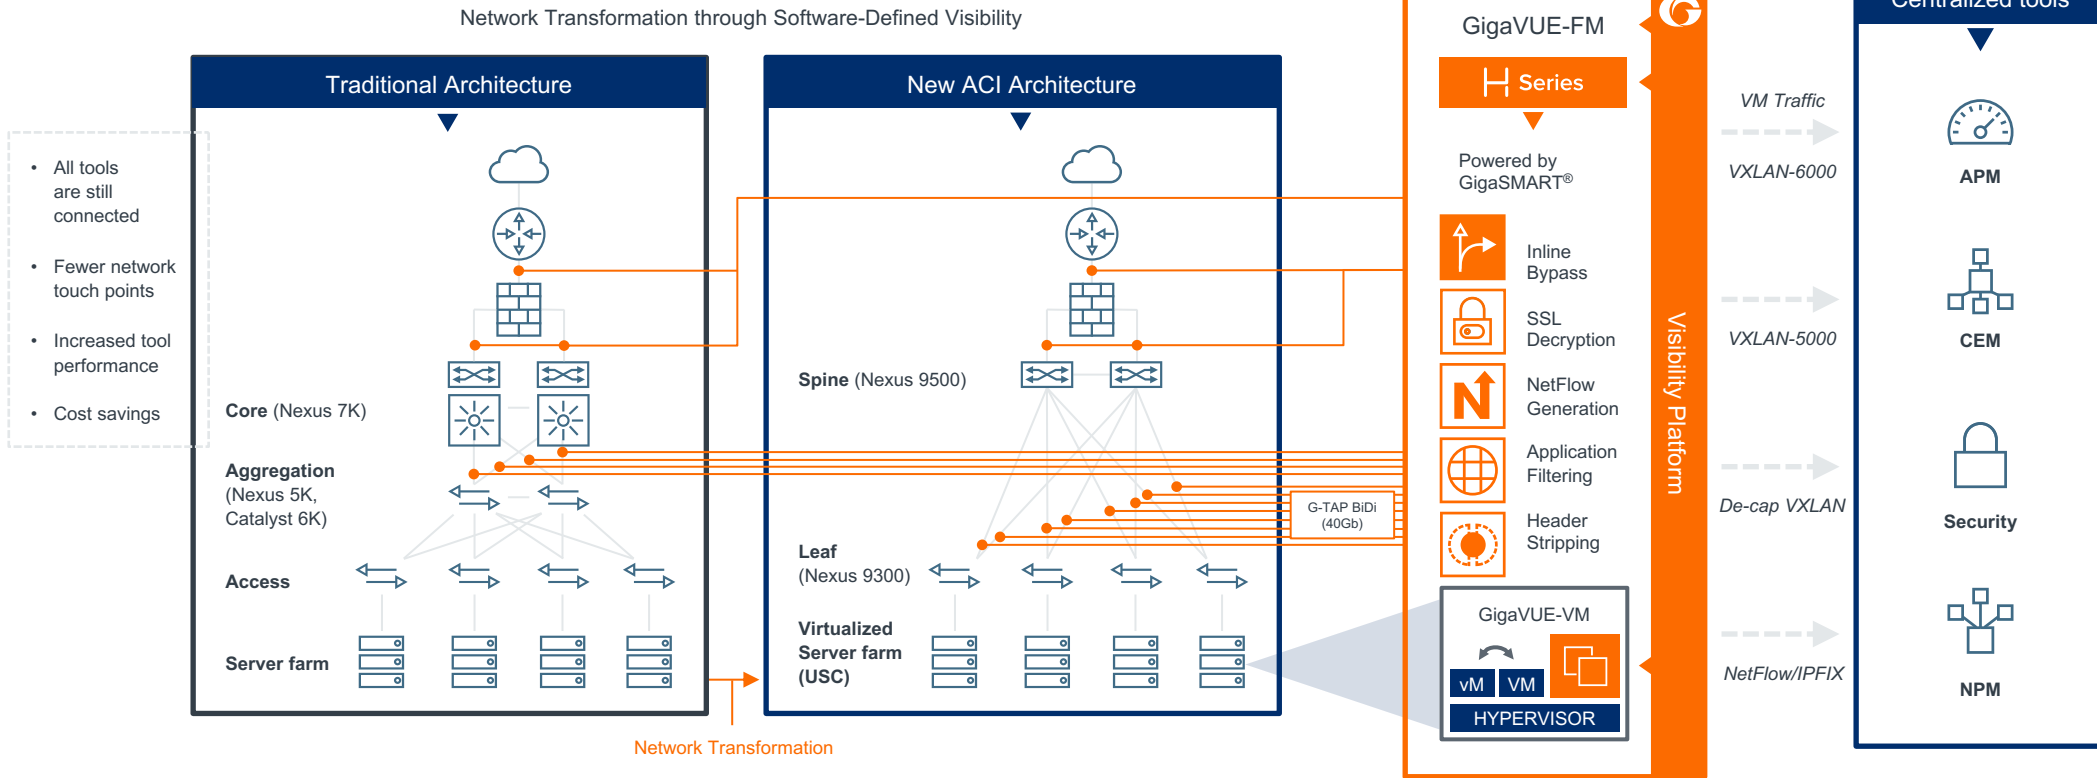 Network Transformation through Software-Defined Visibility
Traditional Architecture
New ACI Architecture
• All tools
are still
connected
• Fewer network
touch points
• Increased tool
performance
• Cost savings
Core (Nexus 7K)
Aggregation
(Nexus 5K,
Catalyst 6K)
Access
Server farm
Spine (Nexus 9500)
Leaf
(Nexus 9300)
Virtualized
Server farm
(USC)
G-TAP BiDi
(40Gb)
Network Transformation
GigaVUE-FM
H Series
Powered by
GigaSMART®
Inline
Bypass
SSL
Decryption
N
NetFlow
Generation
Application
Filtering
Header
Stripping
GigaVUE-VM
vM VM
HYPERVISOR
Visibility Platform
VM Traffic
VXLAN-6000
VXLAN-5000
De-cap VXLAN
NetFlow/IPFIX
Centralized tools
APM
CEM
Security
NPM